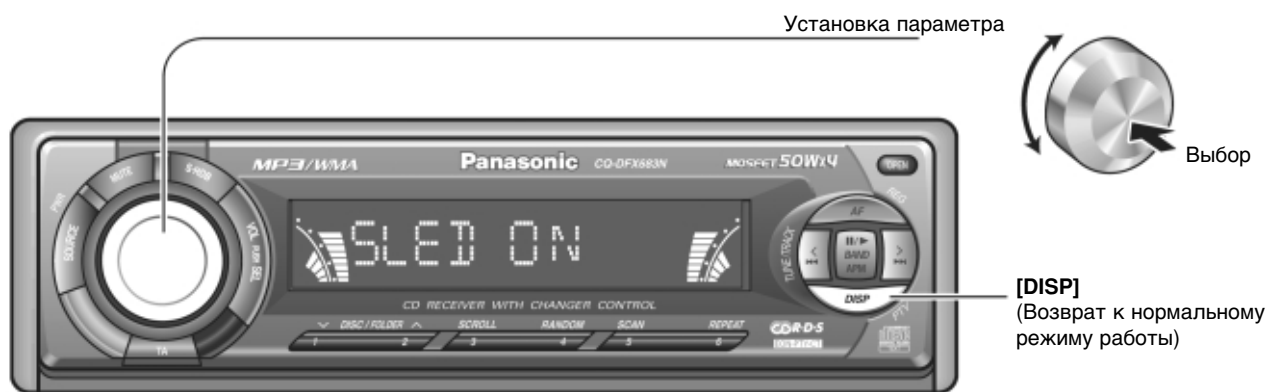 Установка параметра
Выбор
MP3/WMA Panasonic CQ-DFX683N MOSFET 50Wx4 OPEN
MUTE S·HDB
PWR SOURCE
VOL PUSH SEL
TA
SLED ON
REG
AF
TUNE·TRACK
BAND
APM
DISP
PTY
CD RECEIVER WITH CHANGER CONTROL
DISC / FOLDER SCROLL RANDOM SCAN REPEAT
1 2 3 4 5 6
R·D·S
[DISP]
(Возврат к нормальному
режиму работы)